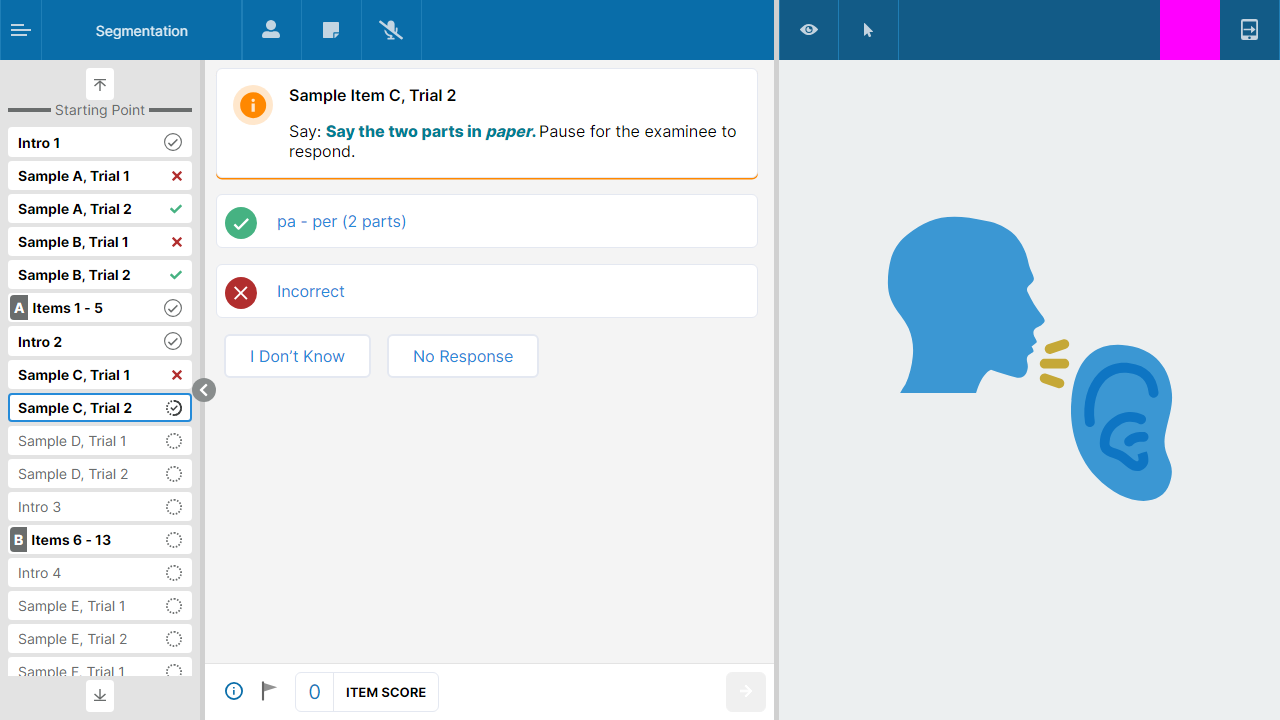 Segmentation
Starting Point
Intro 1
Sample A, Trial 1
Sample A, Trial 2
Sample B, Trial 1
Sample B, Trial 2
A Items 1 - 5
Intro 2
Sample C, Trial 1
Sample C, Trial 2
Sample D, Trial 1
Sample D, Trial 2
Intro 3
B Items 6 - 13
Intro 4
Sample E, Trial 1
Sample E, Trial 2
Sample F, Trial 1
Sample Item C, Trial 2
Say: Say the two parts in paper. Pause for the examinee to
respond.
pa - per (2 parts)
Incorrect
I Don’t Know
No Response
0 ITEM SCORE